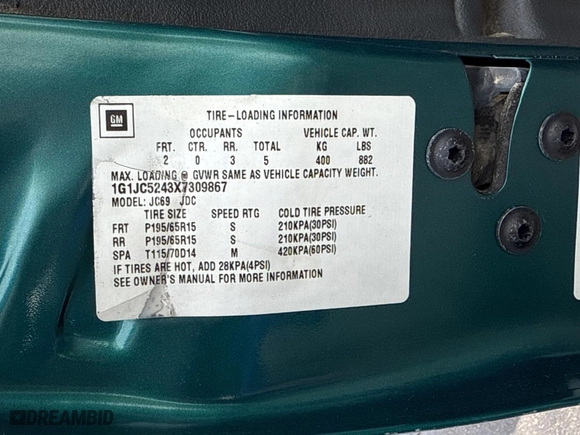 GM
TIRE-LOADING INFORMATION
OCCUPANTS VEHICLE CAP. WT.
FRT. CTR. RR. TOTAL KG LBS
2 0 3 5 400 882
MAX. LOADING @ GVWR SAME AS VEHICLE CAPACITY WEIGHT.
1G1JC5243X7309867
MODEL: JC69 JDC
TIRE SIZE SPEED RTG COLD TIRE PRESSURE
FRT P195/65R15 S 210KPA(30PSI)
RR P195/65R15 S 210KPA(30PSI)
SPA T115/70D14 M 420KPA(60PSI)
IF TIRES ARE HOT, ADD 28KPA(4PSI)
SEE OWNER'S MANUAL FOR MORE INFORMATION
DREAMBID